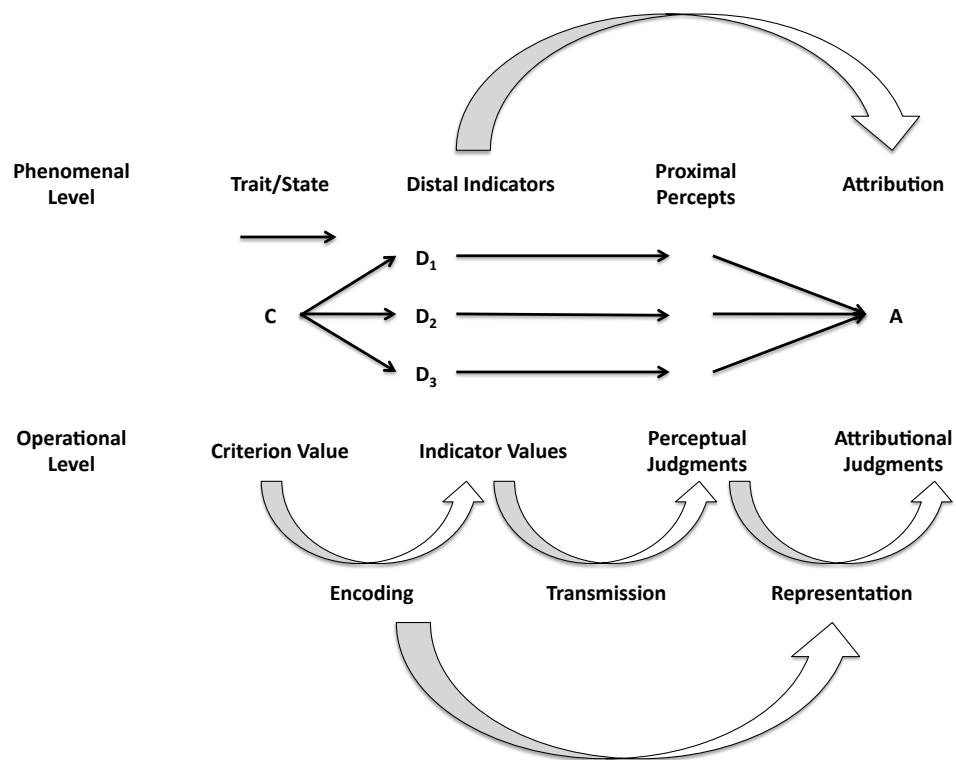 Phenomenal
Level
Trait/State
Distal Indicators
Proximal
Percepts
Attribution
D1
C
D2
A
D3
Operational
Level
Criterion Value
Indicator Values
Perceptual
Judgments
Attributional
Judgments
Encoding
Transmission
Representation